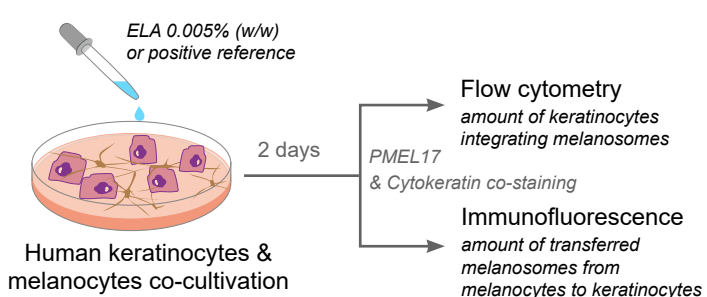 ELA 0.005% (w/w)
or positive reference
2 days
PMEL17
& Cytokeratin co-staining
Flow cytometry
amount of keratinocytes
integrating melanosomes
Immunofluorescence
amount of transferred
melanosomes from
melanocytes to keratinocytes
Human keratinocytes &
melanocytes co-cultivation